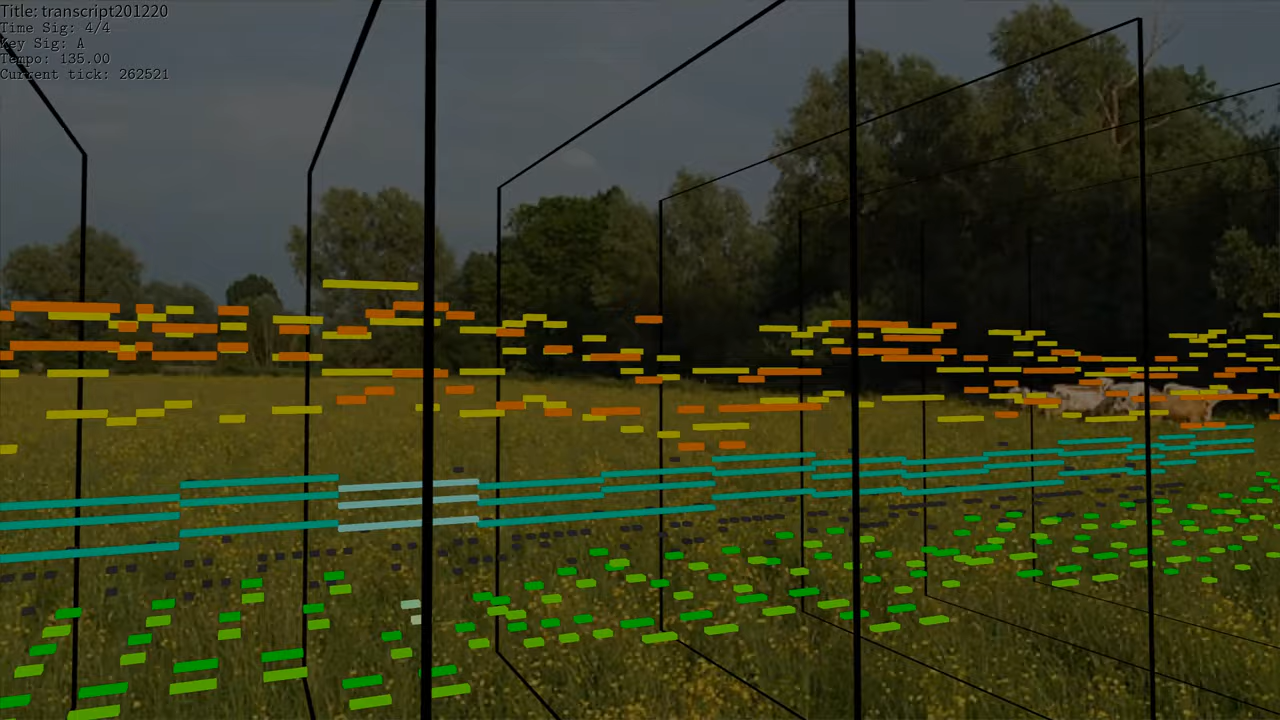 Title: transcript201220
Time Sig: 4/4
Key Sig: A
Tempo: 135.00
Current tick: 262521